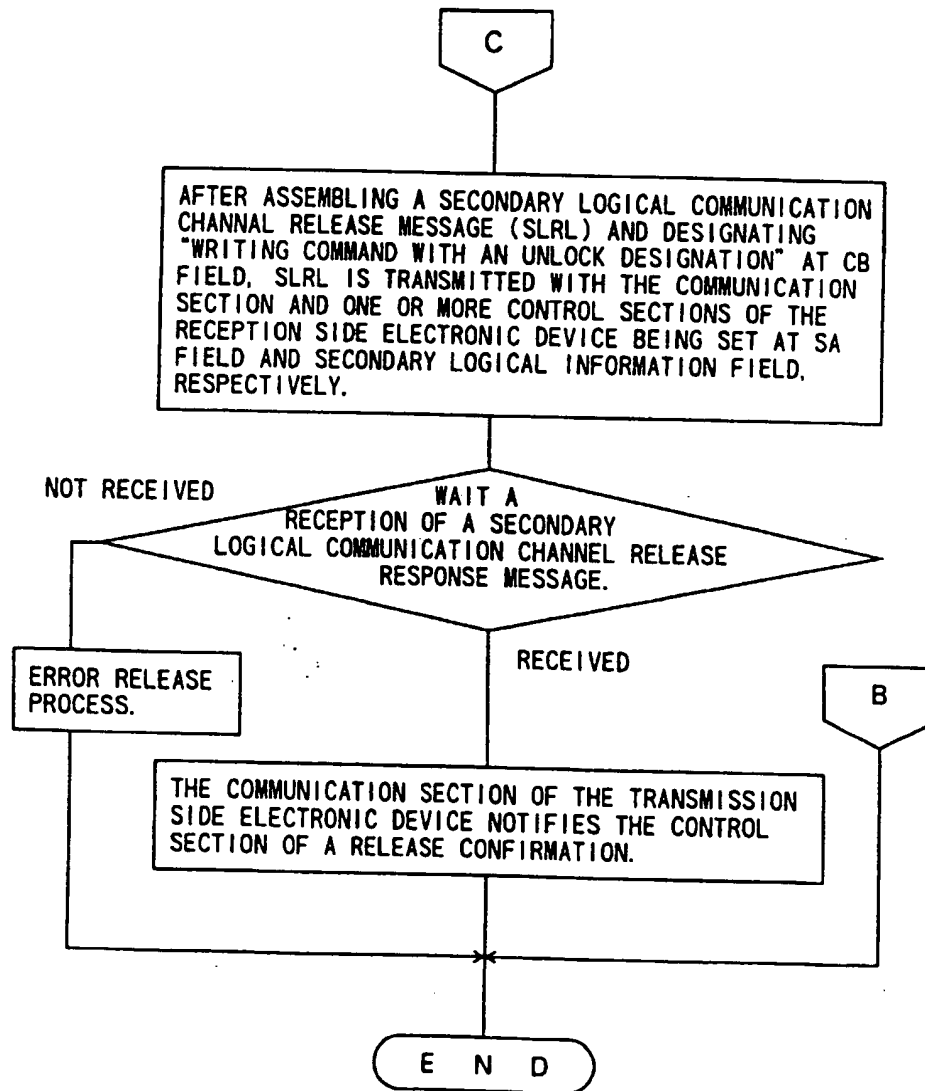 C
AFTER ASSEMBLING A SECONDARY LOGICAL COMMUNICATION
CHANNEL RELEASE MESSAGE (SLRL) AND DESIGNATING
"WRITING COMMAND WITH AN UNLOCK DESIGNATION" AT CB
FIELD, SLRL IS TRANSMITTED WITH THE COMMUNICATION
SECTION AND ONE OR MORE CONTROL SECTIONS OF THE
RECEPTION SIDE ELECTRONIC DEVICE BEING SET AT SA
FIELD AND SECONDARY LOGICAL INFORMATION FIELD,
RESPECTIVELY.
NOT RECEIVED
WAIT A
RECEPTION OF A SECONDARY
LOGICAL COMMUNICATION CHANNEL RELEASE
RESPONSE MESSAGE.
RECEIVED
ERROR RELEASE
PROCESS.
B
THE COMMUNICATION SECTION OF THE TRANSMISSION
SIDE ELECTRONIC DEVICE NOTIFIES THE CONTROL
SECTION OF A RELEASE CONFIRMATION.
E N D